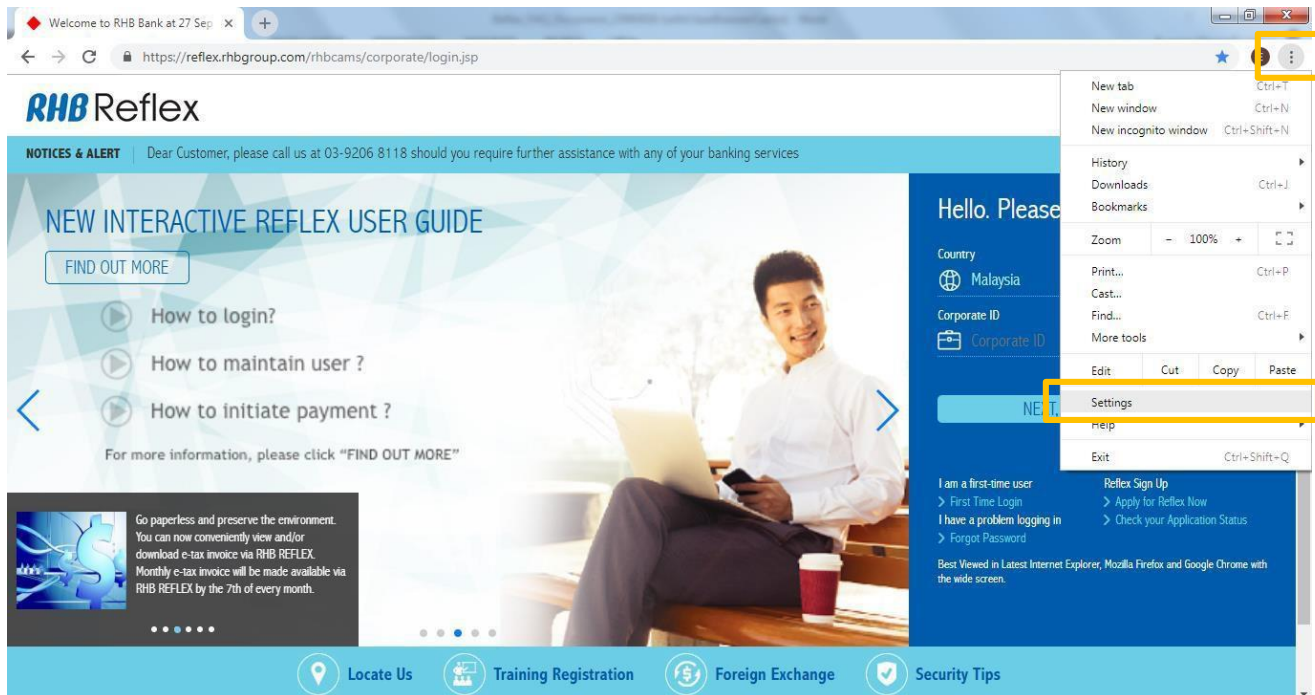 Welcome to RHB Bank at 27 Sep
https://reflex.rhbgroup.com/rhbcams/corporate/login.jsp
RHB Reflex
NOTICES & ALERT Dear Customer, please call us at 03-9206 8118 should you require further assistance with any of your banking services
NEW INTERACTIVE REFLEX USER GUIDE
FIND OUT MORE
How to login?
How to maintain user ?
How to initiate payment ?
For more information, please click “FIND OUT MORE”
Go paperless and preserve the environment.
You can now conveniently view and/or
download e-tax invoice via RHB REFLEX.
Monthly e-tax invoice will be made available via
RHB REFLEX by the 7th of every month.
Hello. Please
Country
Malaysia
Corporate ID
Corporate ID
I am a first-time user
> First Time Login
I have a problem logging in
> Forgot Password
Reflex Sign Up
> Apply for Reflex Now
> Check your Application Status
Best Viewed in Latest Internet Explorer, Mozilla Firefox and Google Chrome with
the wide screen.
New tab Ctrl+T
New window Ctrl+N
New incognito window Ctrl+Shift+N
History
Downloads Ctrl+J
Bookmarks
Zoom - 100% +
Print... Ctrl+P
Cast...
Find... Ctrl+F
More tools
Edit Cut Copy Paste
Settings
Help
Exit Ctrl+Shift+Q
Locate Us
Training Registration
Foreign Exchange
Security Tips